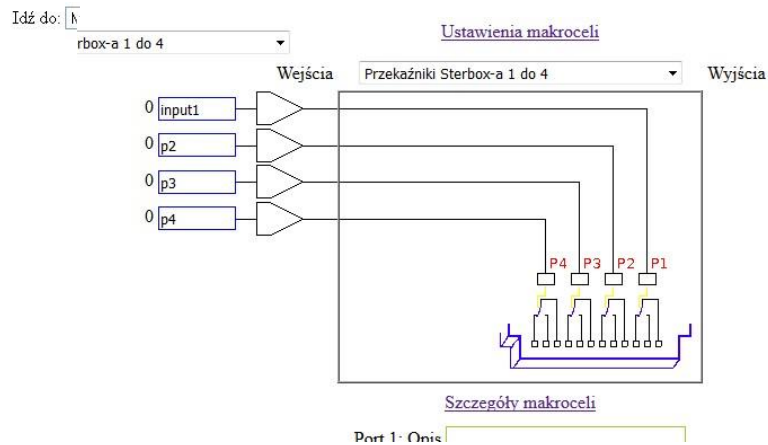 Idź do:
rbox-a 1 do 4
Ustawienia makroceli
Wejścia Przekaźniki Sterbox-a 1 do 4 Wyjścia
0 input1
0 p2
0 p3
0 p4
P4 P3 P2 P1
Szczegóły makroceli
Port 1: Opis